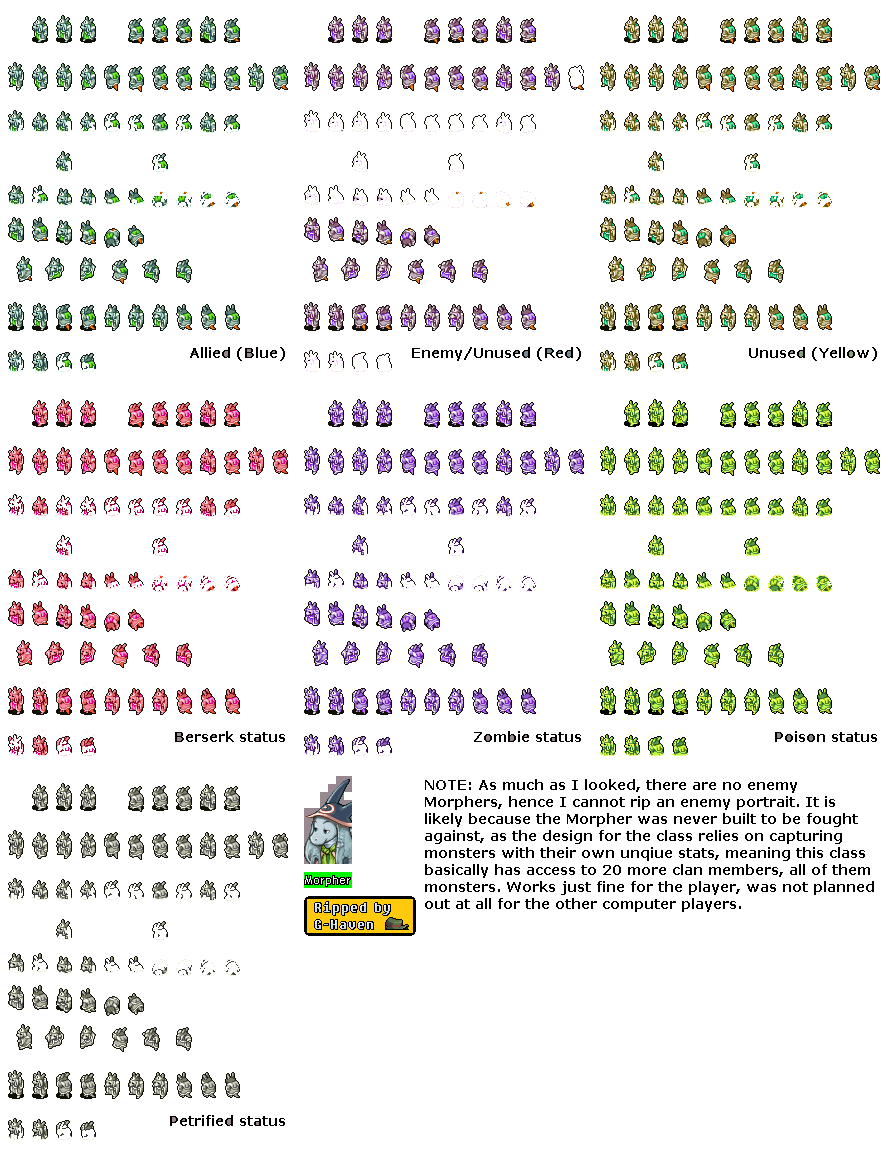 Allied (Blue)
Enemy/Unused (Red)
Unused (Yellow)
Berserk status
Zombie status
Poison status
Petrified status
Morpher
Ripped by
G-Haven
NOTE: As much as I looked, there are no enemy
Morphers, hence I cannot rip an enemy portrait. It is
likely because the Morpher was never built to be fought
against, as the design for the class relies on capturing
monsters with their own unqiue stats, meaning this class
basically has access to 20 more clan members, all of them
monsters. Works just fine for the player, was not planned
out at all for the other computer players.